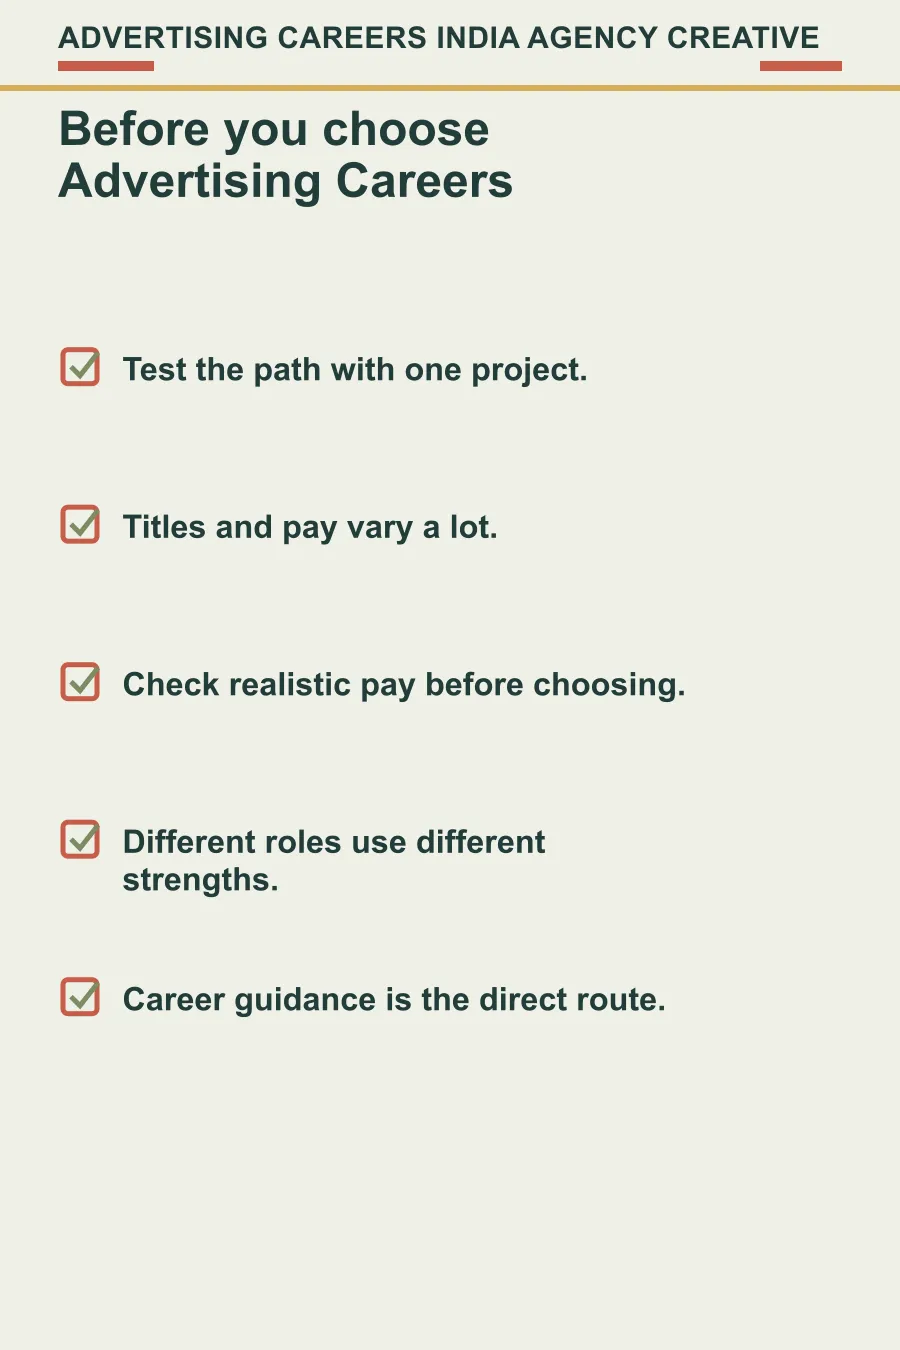 ADVERTISING CAREERS INDIA AGENCY CREATIVE
Before you choose
Advertising Careers
Test the path with one project.
Titles and pay vary a lot.
Check realistic pay before choosing.
Different roles use different
strengths.
Career guidance is the direct route.